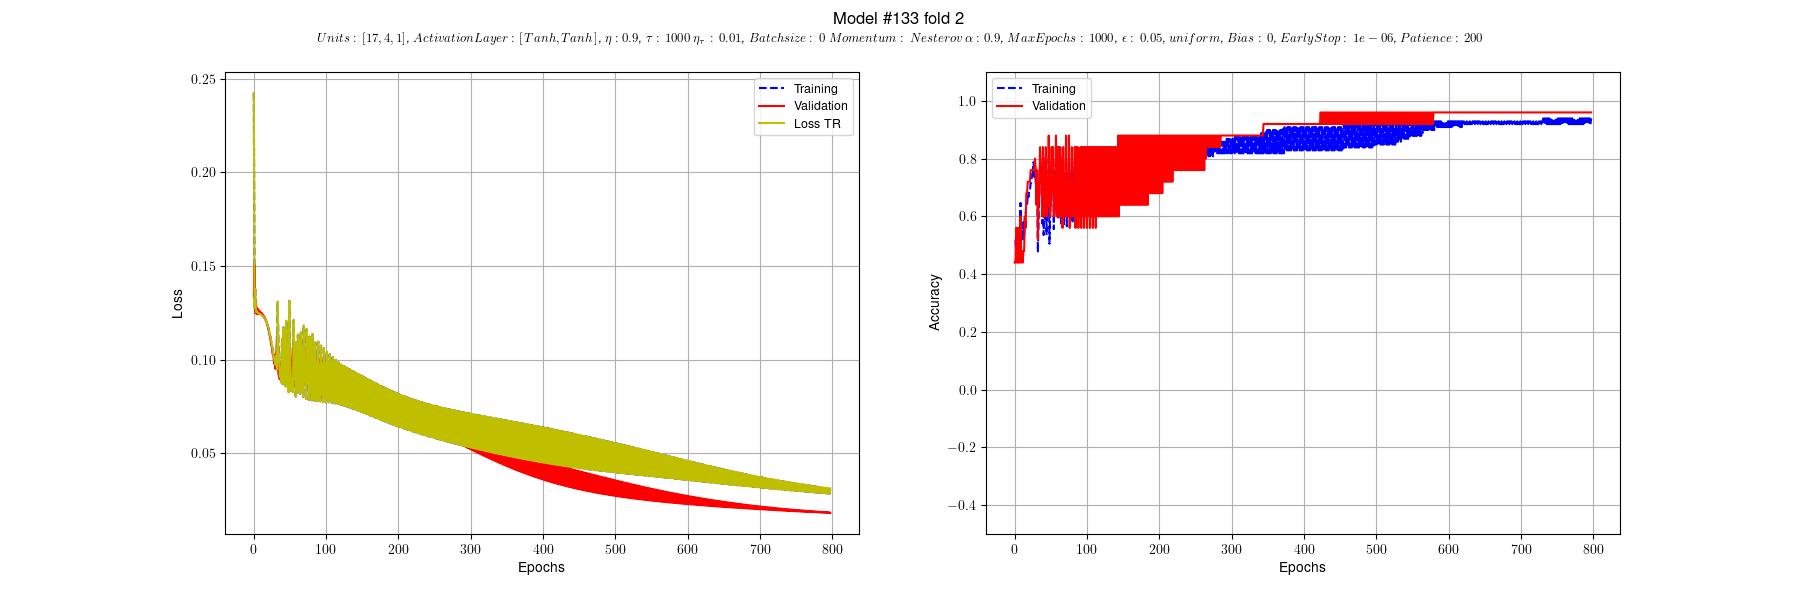 Model #133 fold 2
Units : [17, 4, 1], ActivationLayer : [Tanh, Tanh], η : 0.9, τ : 1000 η_τ : 0.01, Batchsize : 0 Momentum : Nesterov α : 0.9, MaxEpochs : 1000, ϵ : 0.05, uniform, Bias : 0, EarlyStop : 1e − 06, Patience : 200
0.25
0.20
0.15
0.10
0.05
Loss
0 100 200 300 400 500 600 700 800
Epochs
Training
Validation
Loss TR
1.0
0.8
0.6
0.4
0.2
0.0
−0.2
−0.4
Accuracy
0 100 200 300 400 500 600 700 800
Epochs
Training
Validation